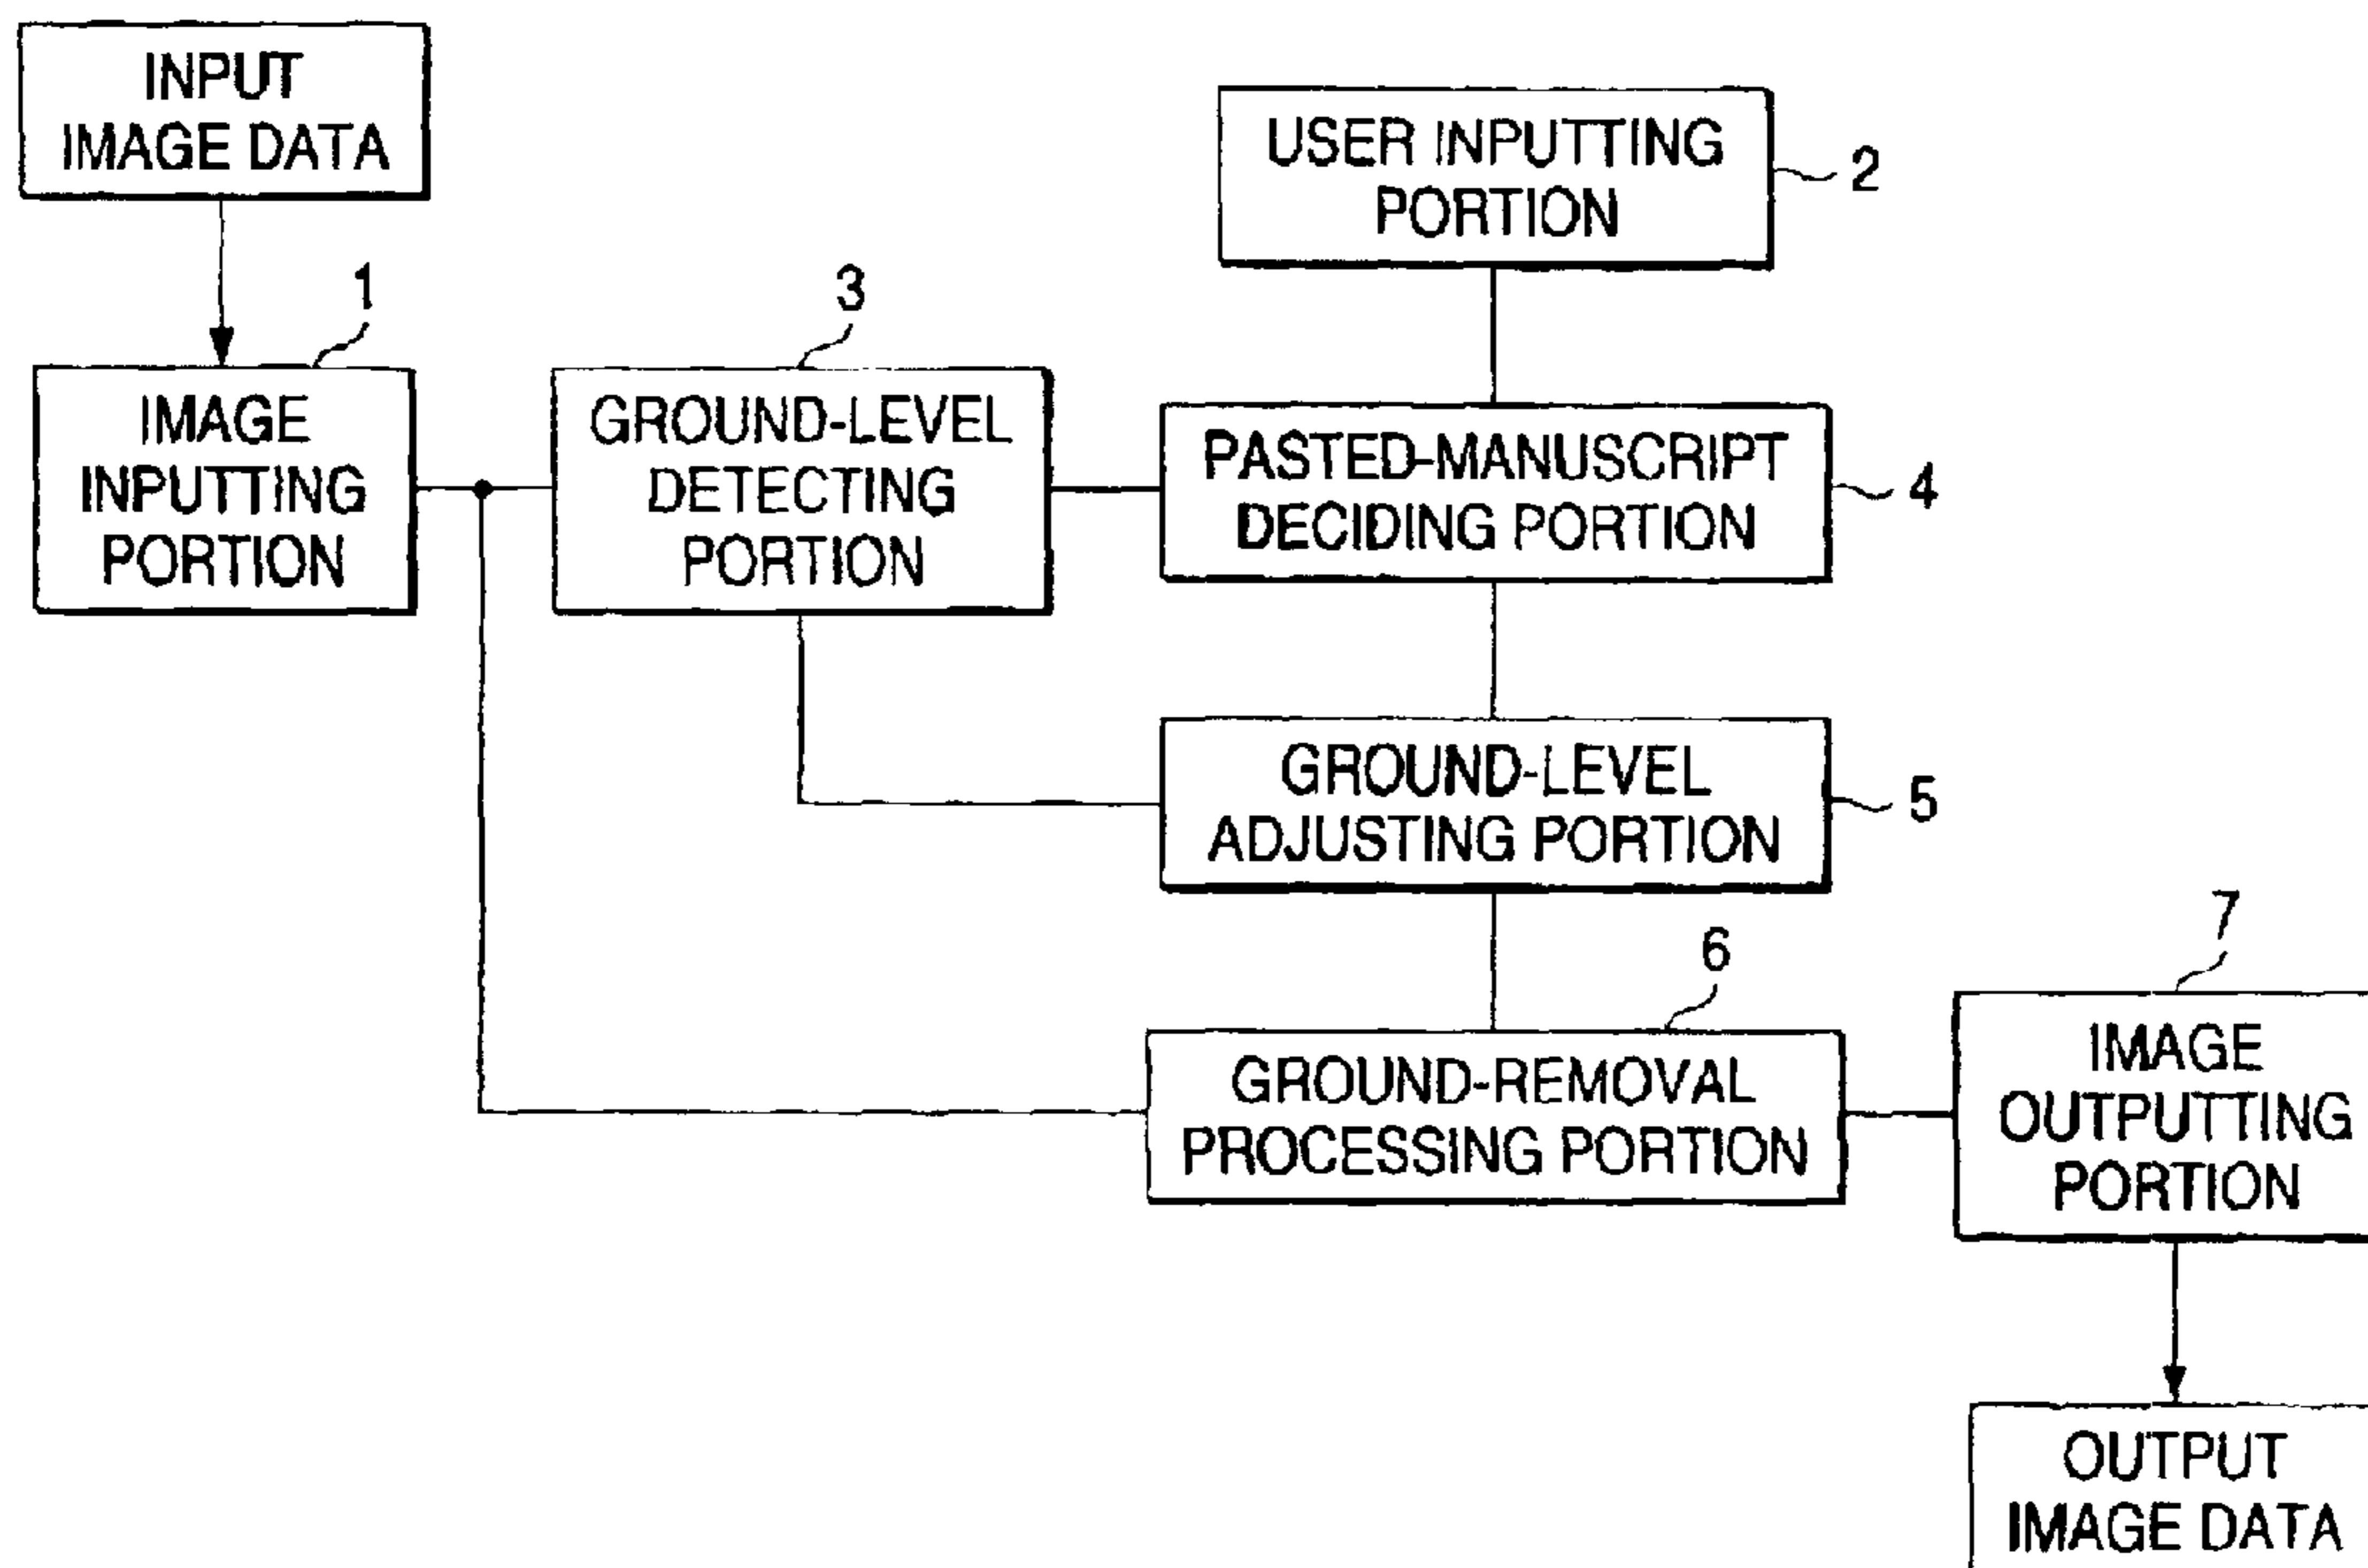 INPUT
IMAGE DATA
USER INPUTTING
PORTION
2
1
3
IMAGE
INPUTTING
PORTION
GROUND-LEVEL
DETECTING
PORTION
PASTED-MANUSCRIPT
DECIDING PORTION
4
GROUND-LEVEL
ADJUSTING PORTION
5
6
7
GROUND-REMOVAL
PROCESSING PORTION
IMAGE
OUTPUTTING
PORTION
OUTPUT
IMAGE DATA